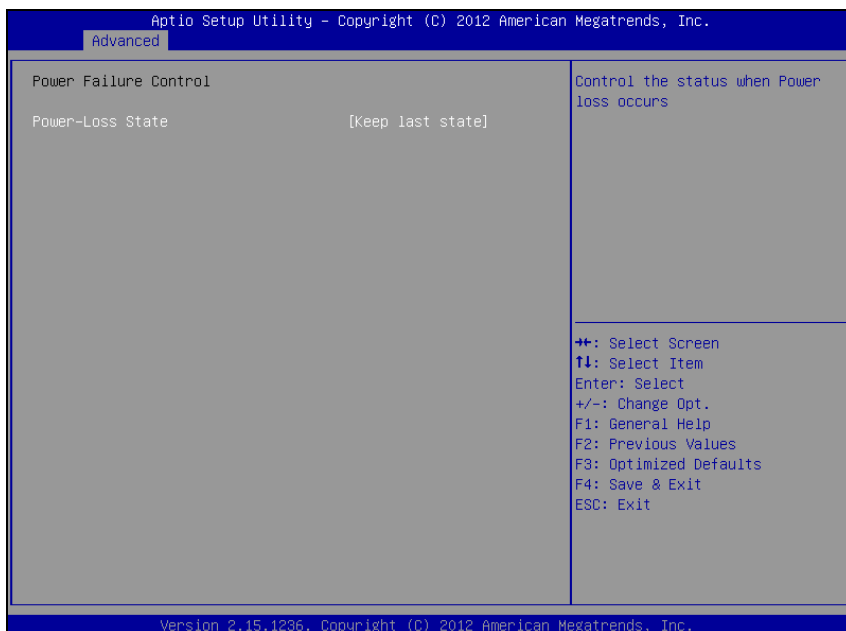 Aptio Setup Utility – Copyright (C) 2012 American Megatrends, Inc.
Advanced
Power Failure Control
Power-Loss State [Keep last state]
Control the status when Power
loss occurs
→←: Select Screen
↑↓: Select Item
Enter: Select
+/-: Change Opt.
F1: General Help
F2: Previous Values
F3: Optimized Defaults
F4: Save & Exit
ESC: Exit
Version 2.15.1236. Copyright (C) 2012 American Megatrends, Inc.